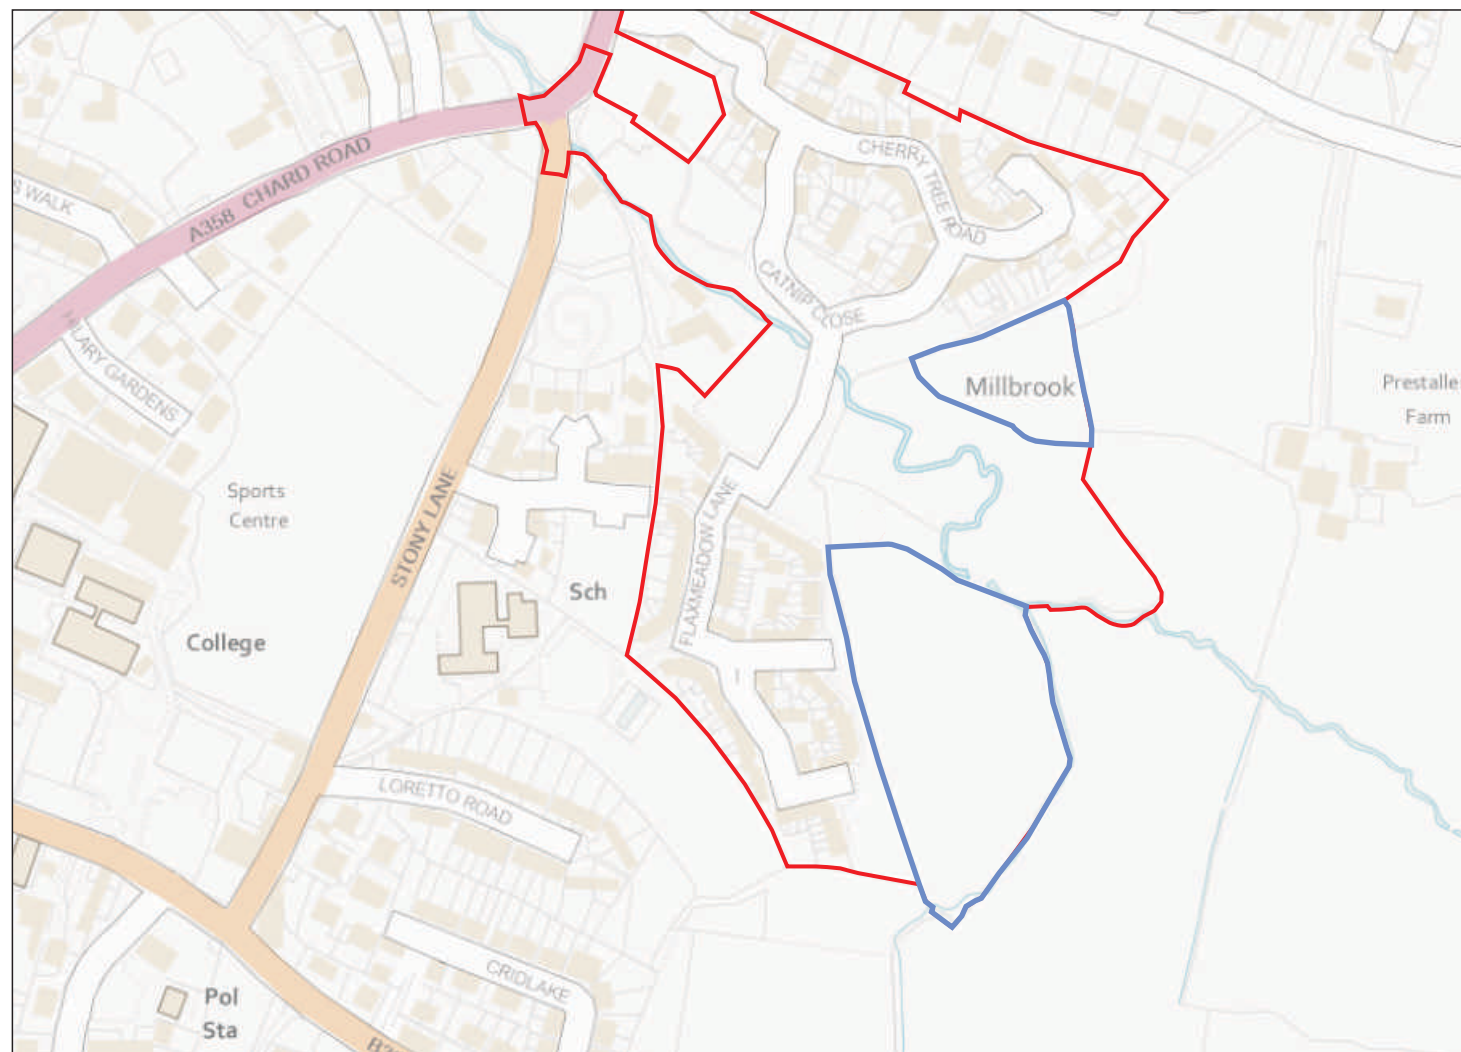 CHERRY TREE ROAD
A358 CHARD ROAD
S WALK
CATNIP CLOSE
HILARY GARDENS
Millbrook
Prestalle
Farm
Sports
Centre
STONY LANE
FLAXMEADOW LANE
Sch
College
LORETTO ROAD
CRIDLAKE
Pol
Sta